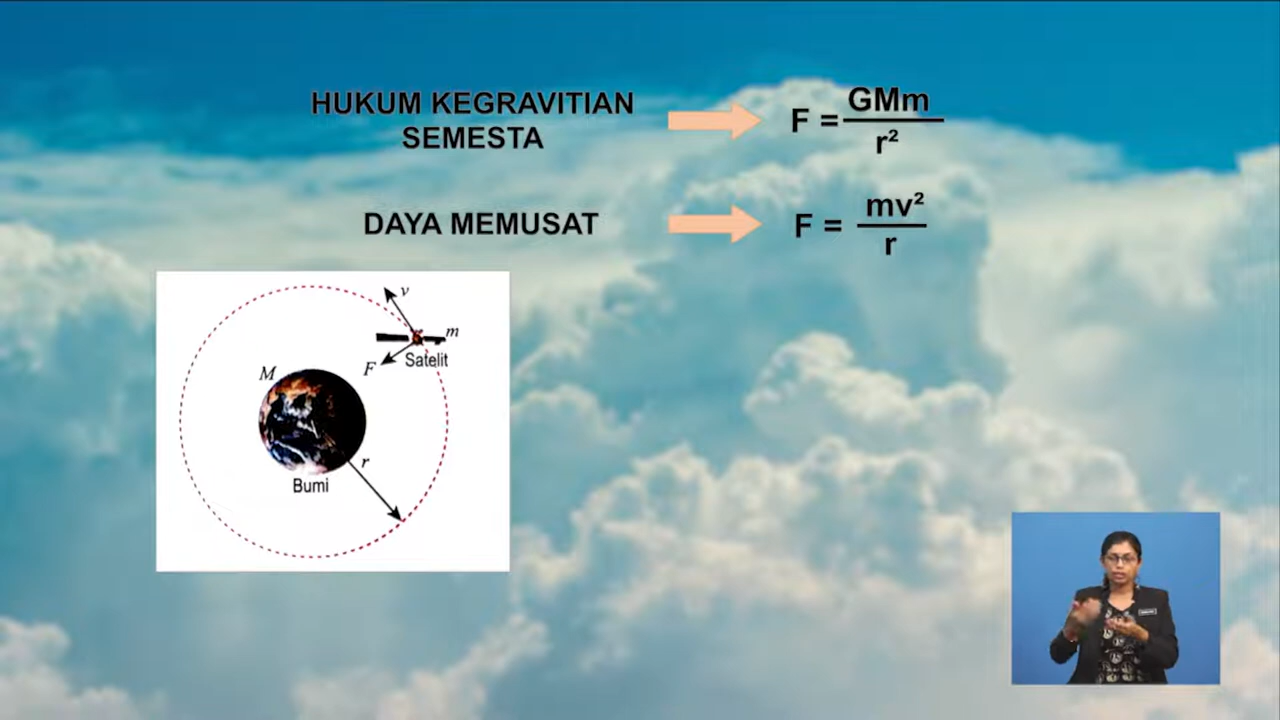 HUKUM KEGRAVITIAN
SEMESTA
F = GMm
r²
DAYA MEMUSAT
F = mv²
r
v
m
F
Satelit
M
r
Bumi